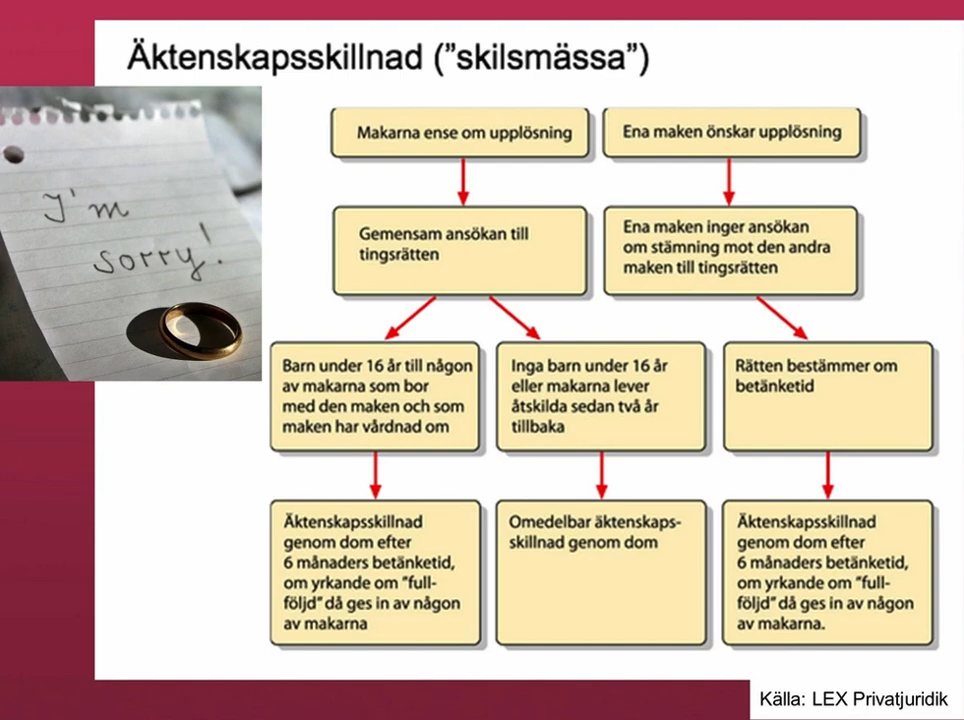 Äktenskapsskillnad ("skilsmässa")
I'm
sorry!
Makarna ense om upplösning
Ena maken önskar upplösning
Gemensam ansökan till
tingsrätten
Ena maken inger ansökan
om stämning mot den andra
maken till tingsrätten
Barn under 16 år till någon
av makarna som bor
med den maken och som
maken har vårdnad om
Inga barn under 16 år
eller makarna lever
åtskilda sedan två år
tillbaka
Rätten bestämmer om
betänketid
Äktenskapsskillnad
genom dom efter
6 månaders betänketid,
om yrkande om "full-
följd" då ges in av någon
av makarna
Omedelbar äktenskaps-
skillnad genom dom
Äktenskapsskillnad
genom dom efter
6 månaders betänketid,
om yrkande om "full-
följd" då ges in av någon
av makarna.
Källa: LEX Privatjuridik